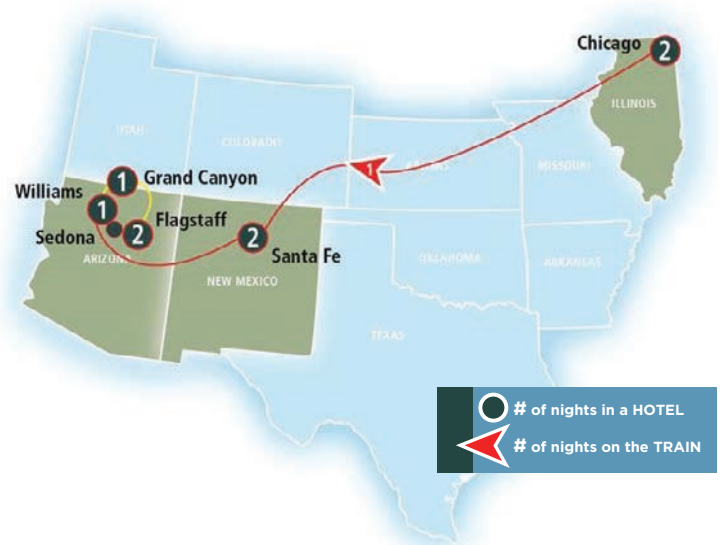 Chicago
2
ILLINOIS
UTAH
COLORADO
KANSAS
1
MISSOURI
Williams
1
1
Grand Canyon
Sedona
2
Flagstaff
ARIZONA
2
Santa Fe
NEW MEXICO
OKLAHOMA
ARKANSAS
TEXAS
# of nights in a HOTEL
# of nights on the TRAIN